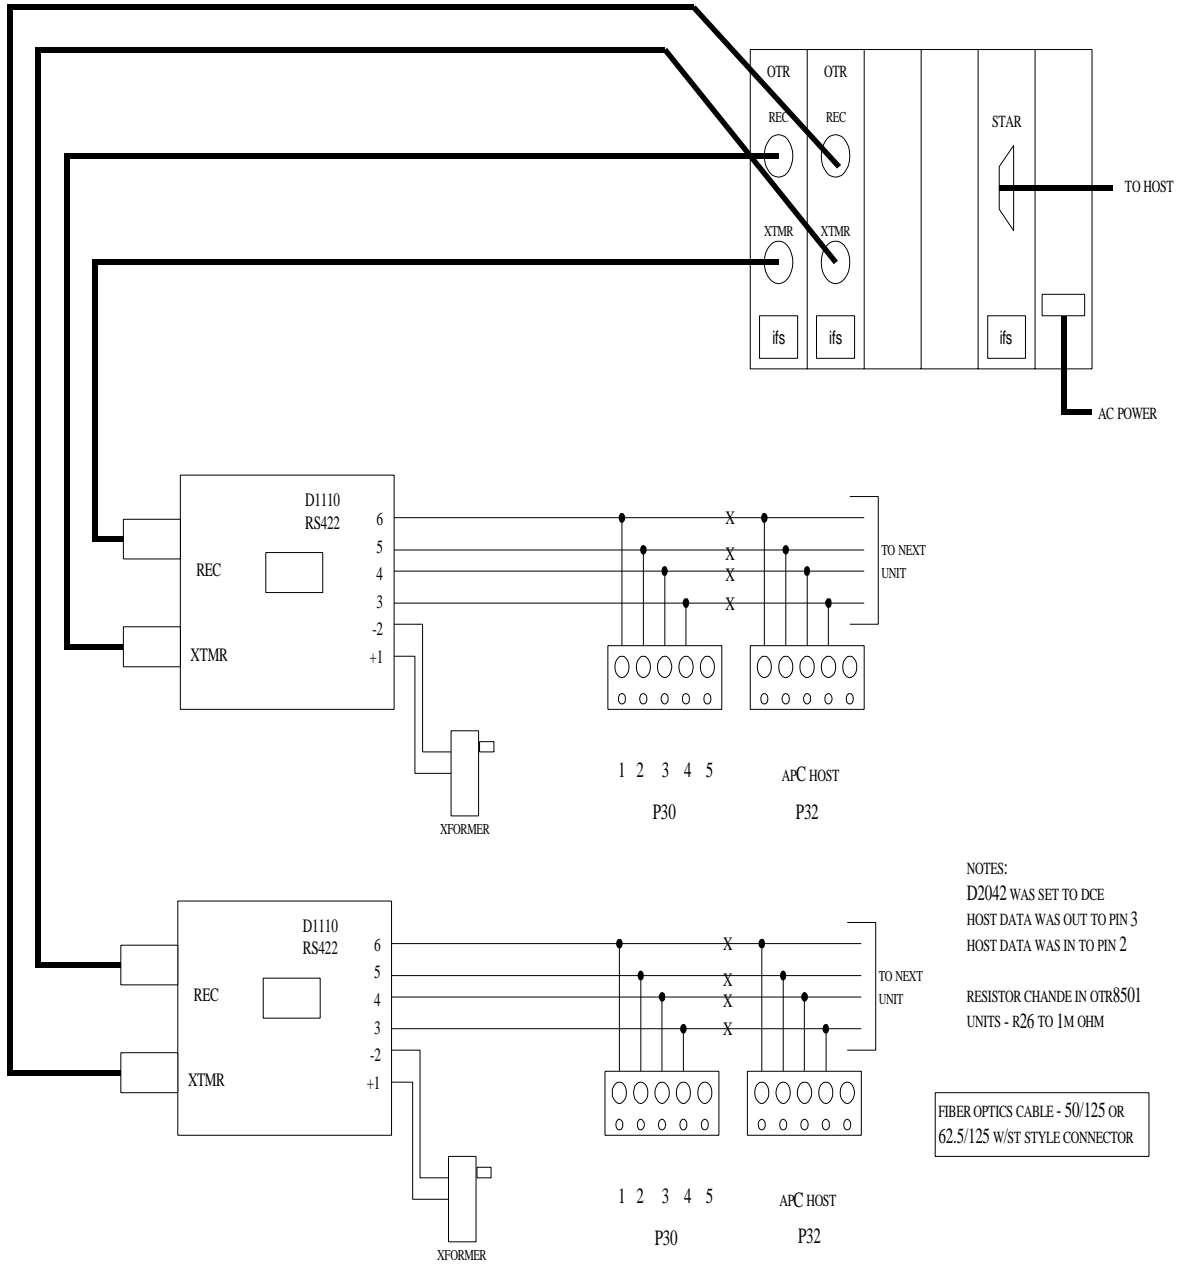 OTR OTR
REC REC
STAR
TO HOST
XTMR XTMR
ifs ifs ifs
AC POWER
D1110
RS422
6
5
4
3
-2
+1
REC
XTMR
X
X
X
X
TO NEXT
UNIT
1 2 3 4 5
P30
APC HOST
P32
XFORMER
NOTES:
D2042 WAS SET TO DCE
HOST DATA WAS OUT TO PIN 3
HOST DATA WAS IN TO PIN 2
RESISTOR CHANDE IN OTR8501
UNITS - R26 TO 1M OHM
D1110
RS422
6
5
4
3
-2
+1
REC
XTMR
X
X
X
X
TO NEXT
UNIT
1 2 3 4 5
P30
APC HOST
P32
XFORMER
FIBER OPTICS CABLE - 50/125 OR
62.5/125 W/ST STYLE CONNECTOR